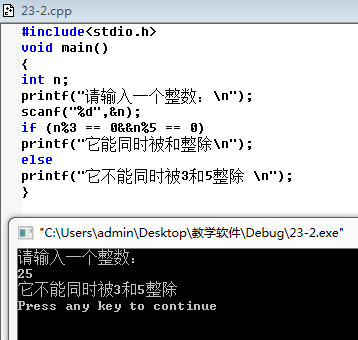 23-2.cpp
#include<stdio.h>
void main()
{
int n;
printf("请输入一个整数：\n");
scanf("%d",&n);
if (n%3 == 0&&n%5 == 0)
printf("它能同时被和整除\n");
else
printf("它不能同时被3和5整除 \n");
}
"C:\Users\admin\Desktop\教学软件\Debug\23-2.exe"
请输入一个整数：
25
它不能同时被3和5整除
Press any key to continue